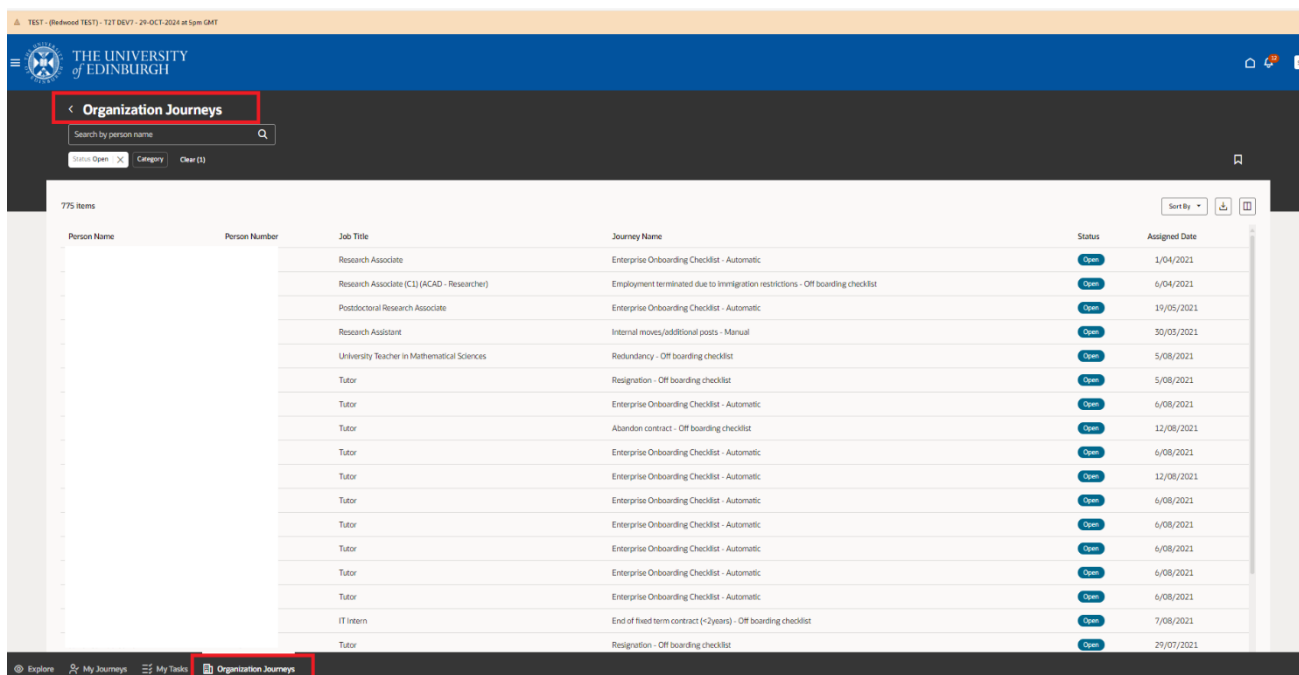 TEST - (Redwood TEST) - T2T DEV7 - 29-OCT-2024 at 5pm GMT
THE UNIVERSITY
of EDINBURGH
Organization Journeys
Search by person name
Status Open Category Clear (1)
775 items Sort By
Person Name Person Number Job Title Journey Name Status Assigned Date
Research Associate Enterprise Onboarding Checklist - Automatic Open 1/04/2021
Research Associate (C1) (ACAD - Researcher) Employment terminated due to immigration restrictions - Off boarding checklist Open 6/04/2021
Postdoctoral Research Associate Enterprise Onboarding Checklist - Automatic Open 19/05/2021
Research Assistant Internal moves/additional posts - Manual Open 30/03/2021
University Teacher in Mathematical Sciences Redundancy - Off boarding checklist Open 5/08/2021
Tutor Resignation - Off boarding checklist Open 5/08/2021
Tutor Enterprise Onboarding Checklist - Automatic Open 6/08/2021
Tutor Abandon contract - Off boarding checklist Open 12/08/2021
Tutor Enterprise Onboarding Checklist - Automatic Open 6/08/2021
Tutor Enterprise Onboarding Checklist - Automatic Open 12/08/2021
Tutor Enterprise Onboarding Checklist - Automatic Open 6/08/2021
Tutor Enterprise Onboarding Checklist - Automatic Open 6/08/2021
Tutor Enterprise Onboarding Checklist - Automatic Open 6/08/2021
Tutor Enterprise Onboarding Checklist - Automatic Open 6/08/2021
Tutor Enterprise Onboarding Checklist - Automatic Open 6/08/2021
IT Intern End of fixed term contract (<2years) - Off boarding checklist Open 7/08/2021
Tutor Resignation - Off boarding checklist Open 29/07/2021
Explore My Journeys My Tasks Organization Journeys